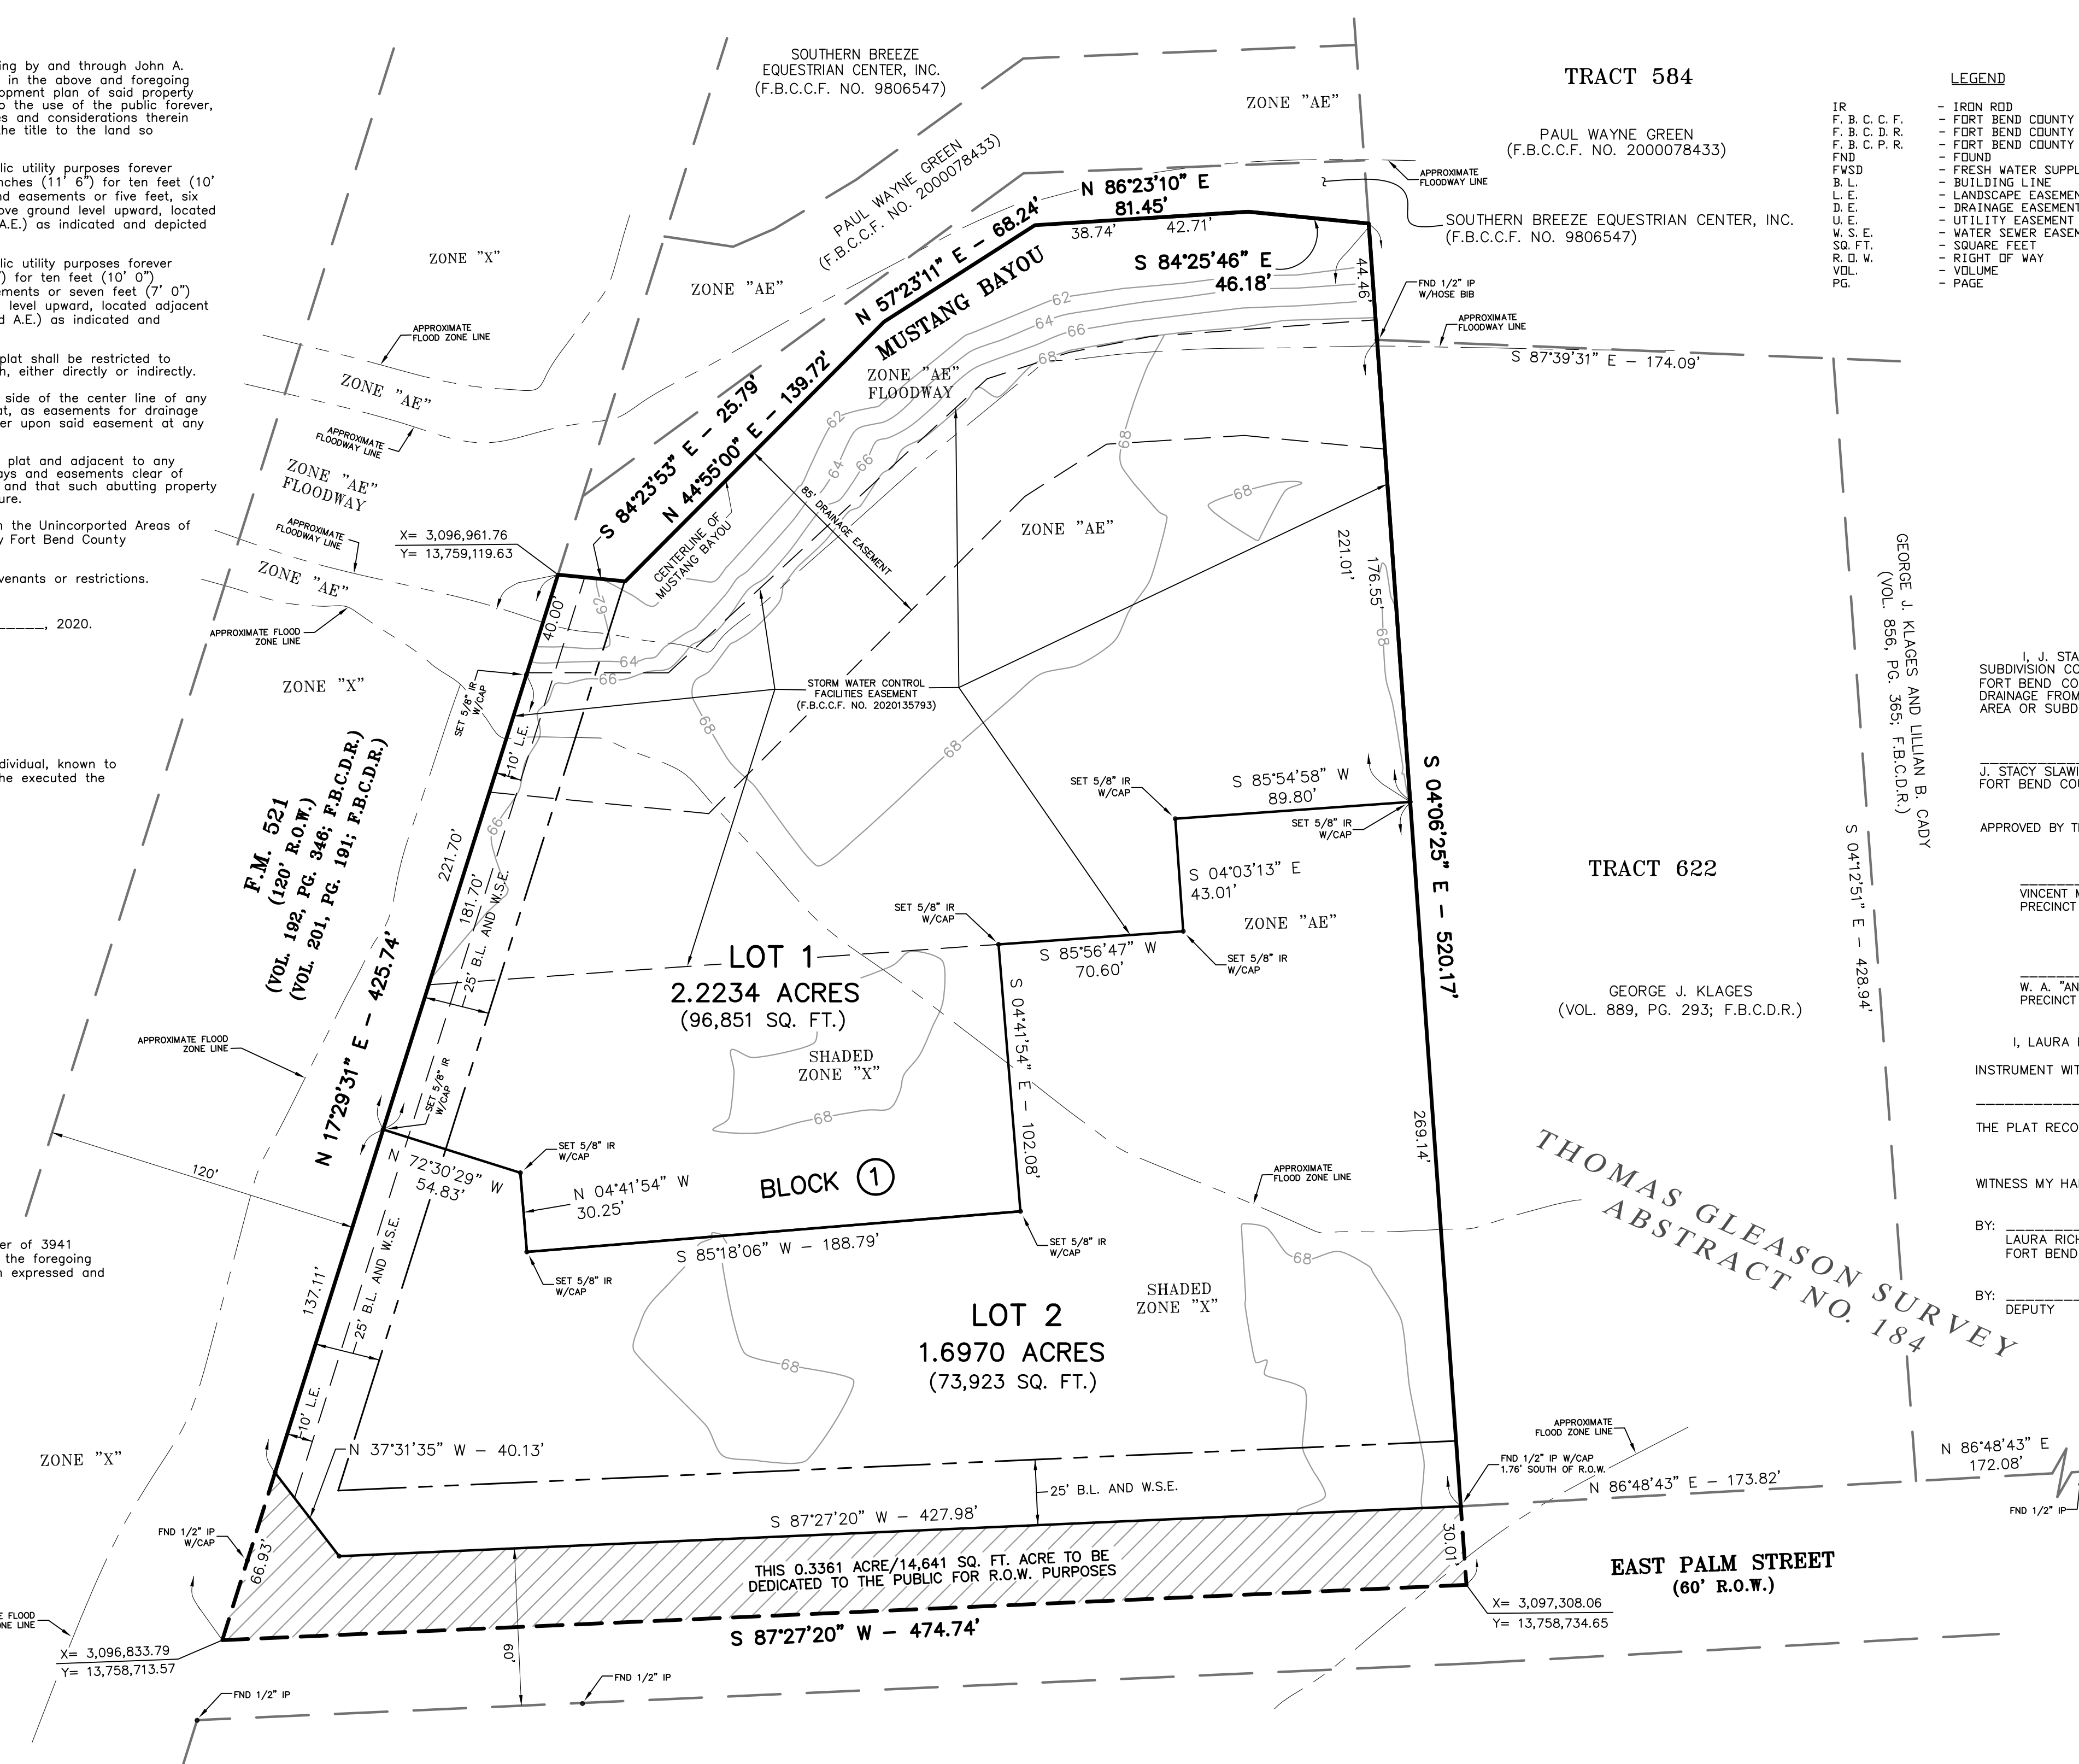 ing by and through John A.
in the above and foregoing
opment plan of said property
o the use of the public forever,
es and considerations therein
the title to the land so
lic utility purposes forever
nches (11' 6") for ten feet (10'
nd easements or five feet, six
ove ground level upward, located
A.E.) as indicated and depicted
lic utility purposes forever
") for ten feet (10' 0")
ements or seven feet (7' 0")
level upward, located adjacent
d A.E.) as indicated and
plat shall be restricted to
h, either directly or indirectly.
side of the center line of any
at, as easements for drainage
er upon said easement at any
plat and adjacent to any
ays and easements clear of
and that such abutting property
ure.
n the Unincorported Areas of
y Fort Bend County
venants or restrictions.
_____, 2020.
dividual, known to
he executed the
er of 3941
the foregoing
n expressed and
SOUTHERN BREEZE
EQUESTRIAN CENTER, INC.
(F.B.C.C.F. NO. 9806547)
ZONE "AE"
TRACT 584
PAUL WAYNE GREEN
(F.B.C.C.F. NO. 2000078433)
LEGEND
IR - IRON ROD
F. B. C. C. F. - FORT BEND COUNTY
F. B. C. D. R. - FORT BEND COUNTY
F. B. C. P. R. - FORT BEND COUNTY
FND - FOUND
FWSD - FRESH WATER SUPPL
B. L. - BUILDING LINE
L. E. - LANDSCAPE EASEMEN
D. E. - DRAINAGE EASEMENT
U. E. - UTILITY EASEMENT
W. S. E. - WATER SEWER EASEM
SQ. FT. - SQUARE FEET
R. O. W. - RIGHT OF WAY
VOL. - VOLUME
PG. - PAGE
PAUL WAYNE GREEN
(F.B.C.C.F. NO. 2000078433)
APPROXIMATE
FLOODWAY LINE
SOUTHERN BREEZE EQUESTRIAN CENTER, INC.
(F.B.C.C.F. NO. 9806547)
N 86°23'10" E
81.45'
38.74'
42.71'
S 84°25'46" E
46.18'
44.46'
N 57°23'11" E - 68.24'
MUSTANG BAYOU
FND 1/2" IP
W/HOSE BIB
APPROXIMATE
FLOODWAY LINE
S 87°39'31" E - 174.09'
ZONE "X"
ZONE "AE"
APPROXIMATE
FLOOD ZONE LINE
ZONE "AE"
APPROXIMATE
FLOODWAY LINE
ZONE "AE"
FLOODWAY
APPROXIMATE
FLOODWAY LINE
ZONE "AE"
APPROXIMATE FLOOD
ZONE LINE
ZONE "X"
X= 3,096,961.76
Y= 13,759,119.63
S 84°23'53" E - 25.79'
N 44°55'00" E - 139.72'
CENTERLINE OF
MUSTANG BAYOU
ZONE "AE"
FLOODWAY
62
64
66
68
62
64
66
68
68
62
64
66
68
68
68
66
85' DRAINAGE EASEMENT
ZONE "AE"
40.00'
SET 5/8" IR
W/CAP
10' L.E.
STORM WATER CONTROL
FACILITIES EASEMENT
(F.B.C.C.F. NO. 2020135793)
221.01'
176.55'
GEORGE J. KLAGES AND LILLIAN B. CADY
(VOL. 856, PG. 365; F.B.C.D.R.)
S 04°12'51" E - 428.94'
F.M. 521
(120' R.O.W.)
(VOL. 192, PG. 346; F.B.C.D.R.)
(VOL. 201, PG. 191; F.B.C.D.R.)
N 17°29'31" E - 425.74'
221.70'
181.70'
25' B.L. AND W.S.E.
SET 5/8" IR
W/CAP
S 85°54'58" W
89.80'
SET 5/8" IR
W/CAP
S 04°03'13" E
43.01'
S 04°06'25" E - 520.17'
SET 5/8" IR
W/CAP
S 85°56'47" W
70.60'
SET 5/8" IR
W/CAP
ZONE "AE"
LOT 1
2.2234 ACRES
(96,851 SQ. FT.)
SHADED
ZONE "X"
68
S 04°41'54" E - 102.08'
TRACT 622
GEORGE J. KLAGES
(VOL. 889, PG. 293; F.B.C.D.R.)
APPROXIMATE FLOOD
ZONE LINE
SET 5/8" IR
W/CAP
N 72°30'29" W
54.83'
SET 5/8" IR
W/CAP
N 04°41'54" W
30.25'
BLOCK 1
S 85°18'06" W - 188.79'
SET 5/8" IR
W/CAP
SET 5/8" IR
W/CAP
269.14'
APPROXIMATE
FLOOD ZONE LINE
120'
THOMAS GLEASON SURVEY
ABSTRACT NO. 184
137.11'
25' B.L. AND W.S.E.
10' L.E.
LOT 2
1.6970 ACRES
(73,923 SQ. FT.)
SHADED
ZONE "X"
68
68
ZONE "X"
N 37°31'35" W - 40.13'
25' B.L. AND W.S.E.
S 87°27'20" W - 427.98'
THIS 0.3361 ACRE/14,641 SQ. FT. ACRE TO BE
DEDICATED TO THE PUBLIC FOR R.O.W. PURPOSES
FND 1/2" IP
W/CAP
66.93'
30.01'
S 87°27'20" W - 474.74'
APPROXIMATE
FLOOD ZONE LINE
FND 1/2" IP W/CAP
1.76' SOUTH OF R.O.W.
N 86°48'43" E - 173.82'
N 86°48'43" E
172.08'
FND 1/2" IP
EAST PALM STREET
(60' R.O.W.)
X= 3,097,308.06
Y= 13,758,734.65
E FLOOD
NE LINE
X= 3,096,833.79
Y= 13,758,713.57
60'
FND 1/2" IP
FND 1/2" IP
I, J. STA
SUBDIVISION CO
FORT BEND CO
DRAINAGE FROM
AREA OR SUBD
J. STACY SLAWI
FORT BEND COU
APPROVED BY T
VINCENT M
PRECINCT
W. A. "AN
PRECINCT
I, LAURA
INSTRUMENT WIT
THE PLAT RECO
WITNESS MY HA
BY: ____________
LAURA RICH
FORT BEND
BY: ____________
DEPUTY